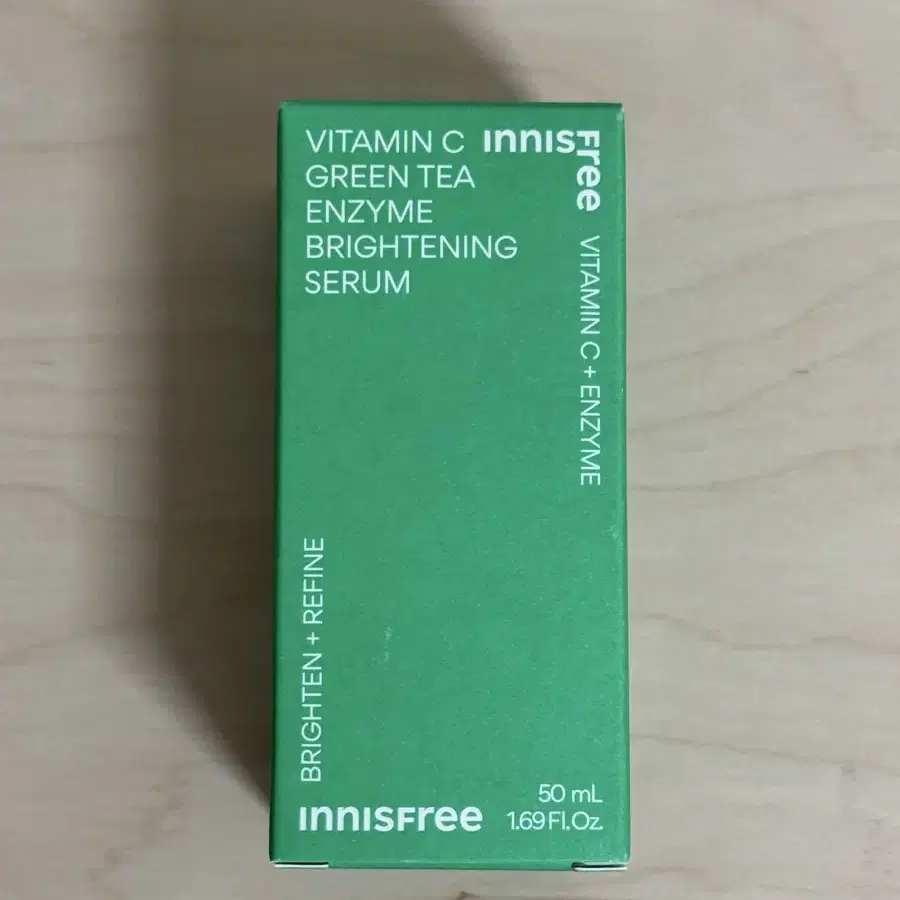 VITAMIN C
GREEN TEA
ENZYME
BRIGHTENING
SERUM
innisfree
VITAMIN C + ENZYME
BRIGHTEN + REFINE
innisfree
50 mL
1.69 Fl.Oz.